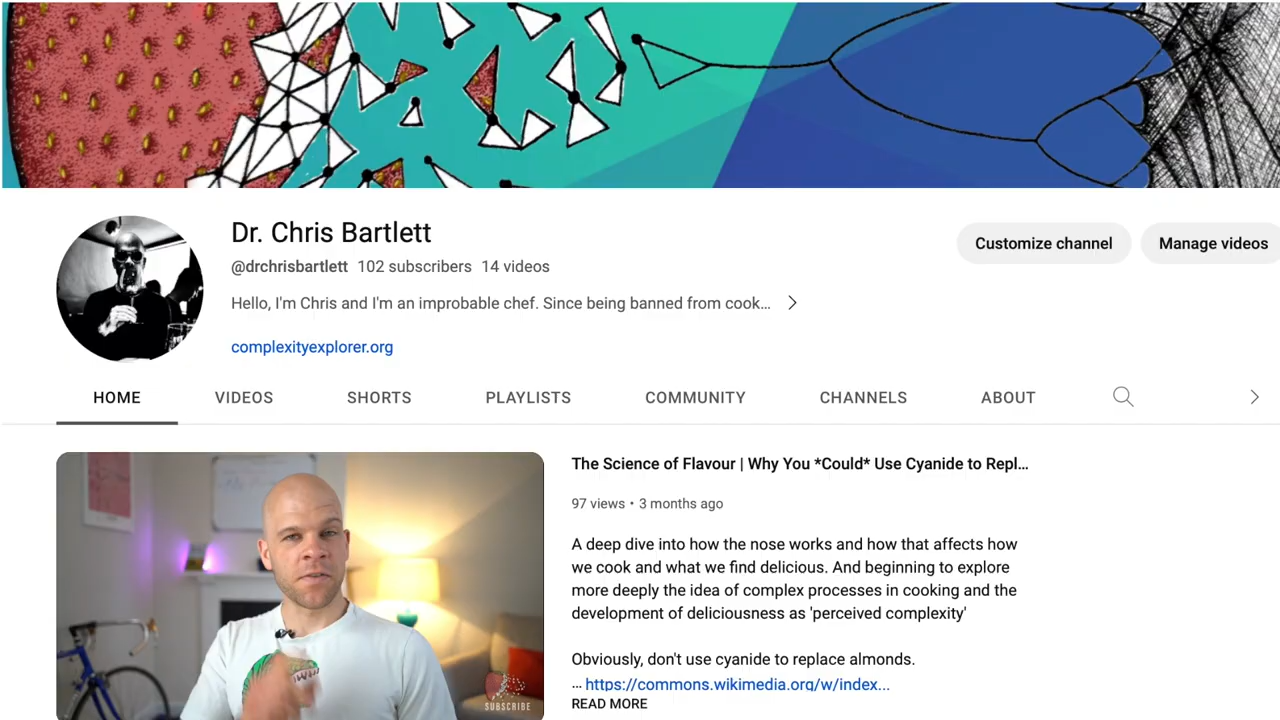 Dr. Chris Bartlett
Customize channel
Manage videos
@drchrisbartlett 102 subscribers 14 videos
Hello, I'm Chris and I'm an improbable chef. Since being banned from cook...
complexityexplorer.org
HOME VIDEOS SHORTS PLAYLISTS COMMUNITY CHANNELS ABOUT
The Science of Flavour | Why You *Could* Use Cyanide to Repl...
97 views • 3 months ago
A deep dive into how the nose works and how that affects how
we cook and what we find delicious. And beginning to explore
more deeply the idea of complex processes in cooking and the
development of deliciousness as 'perceived complexity'
Obviously, don't use cyanide to replace almonds.
... https://commons.wikimedia.org/w/index...
READ MORE
SUBSCRIBE